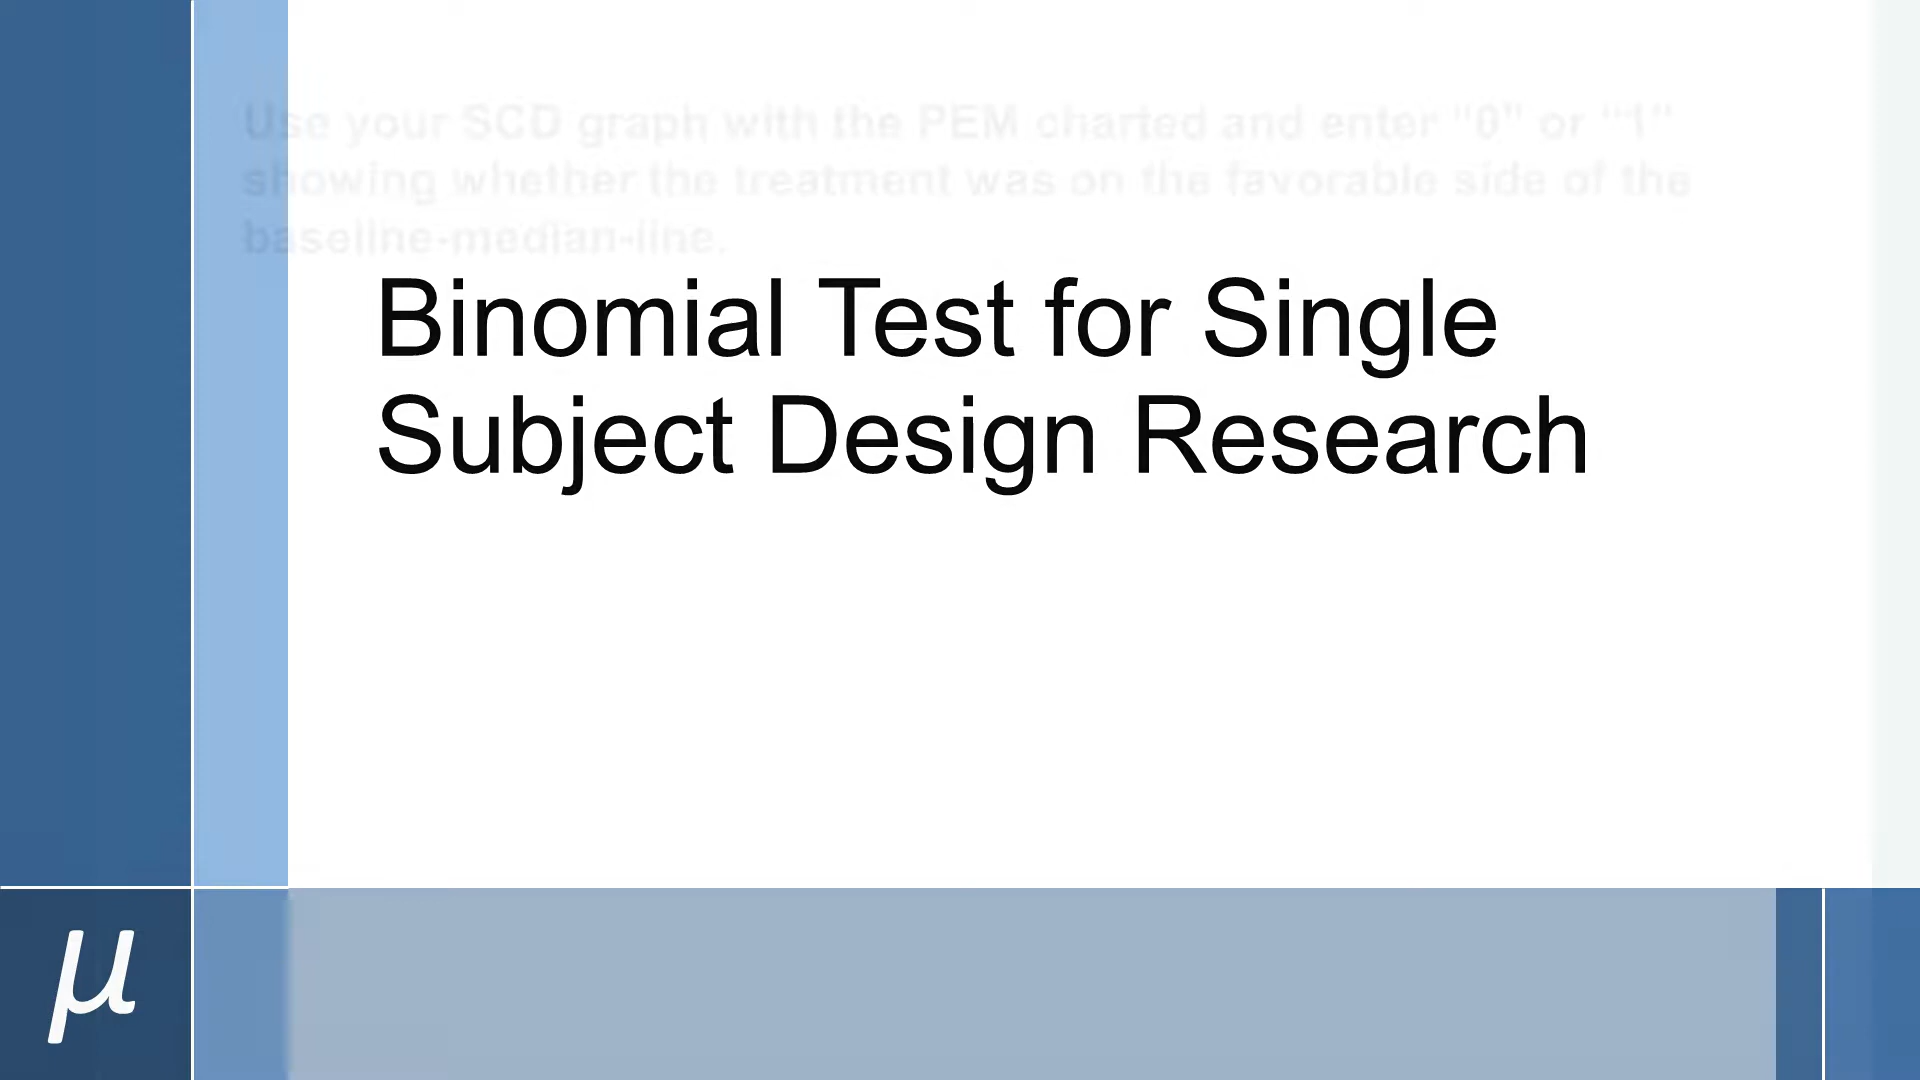 Use your SCD graph with the PEM charted and enter "0" or "1"
showing whether the treatment was on the favorable side of the
baseline-median-line.
Binomial Test for Single
Subject Design Research
μ